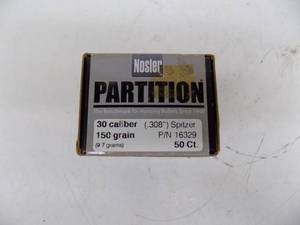 Nosler
PARTITION
30 caliber (.308") Spitzer
150 grain P/N 16329
(9.7 grams) 50 Ct.